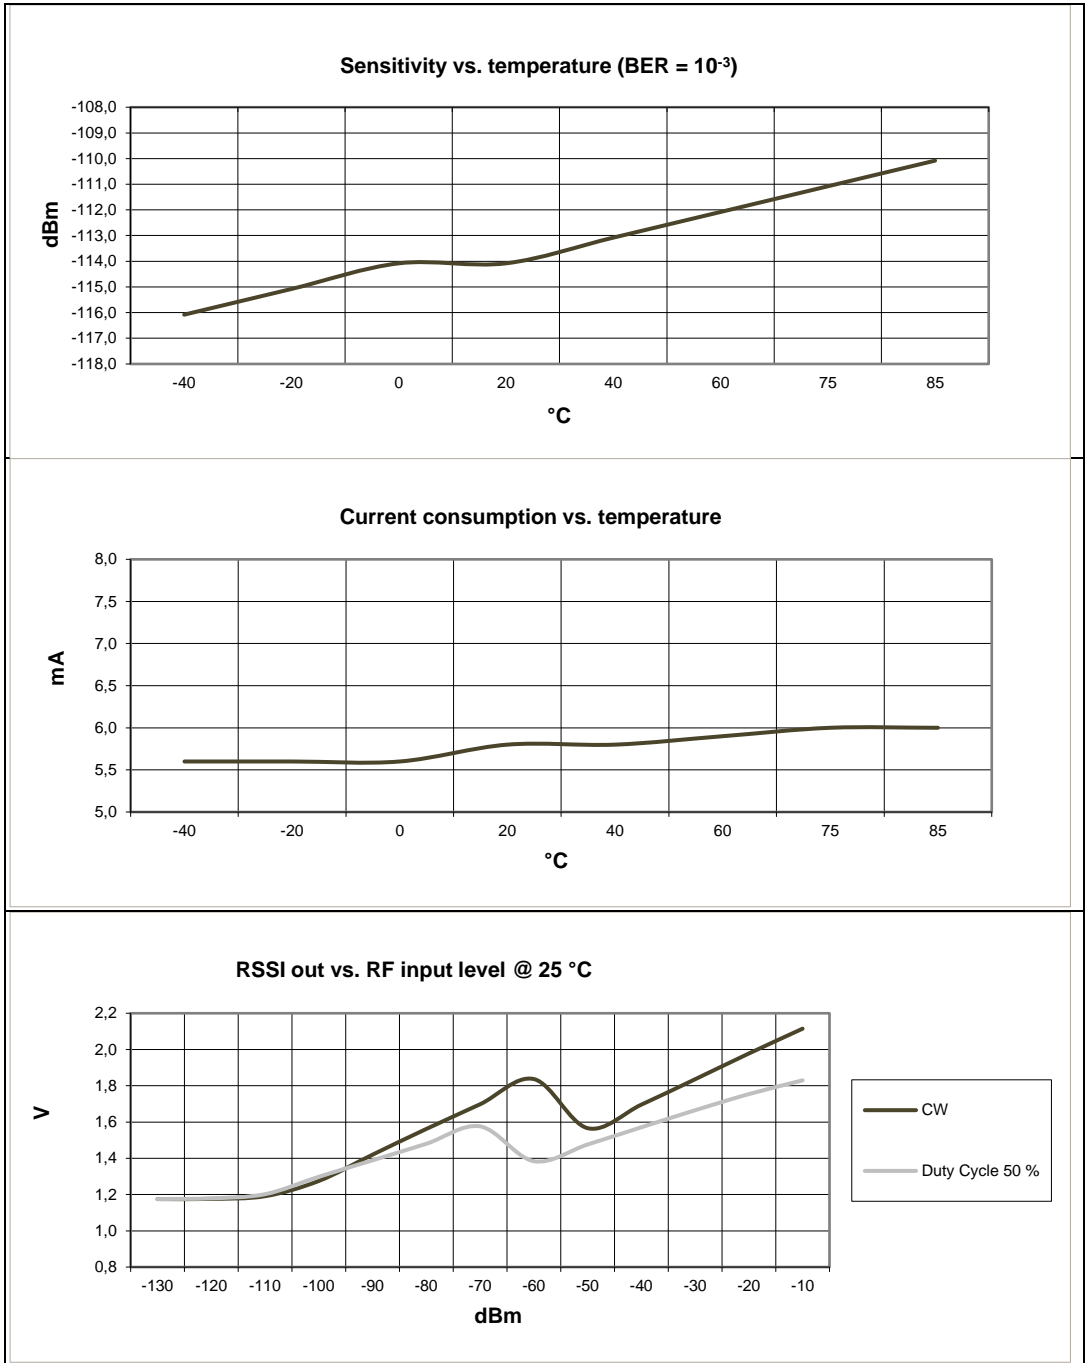 Sensitivity vs. temperature (BER = 10⁻³)
-108,0
-109,0
-110,0
-111,0
-112,0
-113,0
-114,0
-115,0
-116,0
-117,0
-118,0
dBm
-40 -20 0 20 40 60 75 85
°C
Current consumption vs. temperature
8,0
7,5
7,0
6,5
6,0
5,5
5,0
mA
-40 -20 0 20 40 60 75 85
°C
RSSI out vs. RF input level @ 25 °C
2,2
2,0
1,8
1,6
1,4
1,2
1,0
0,8
V
-130 -120 -110 -100 -90 -80 -70 -60 -50 -40 -30 -20 -10
dBm
CW
Duty Cycle 50 %